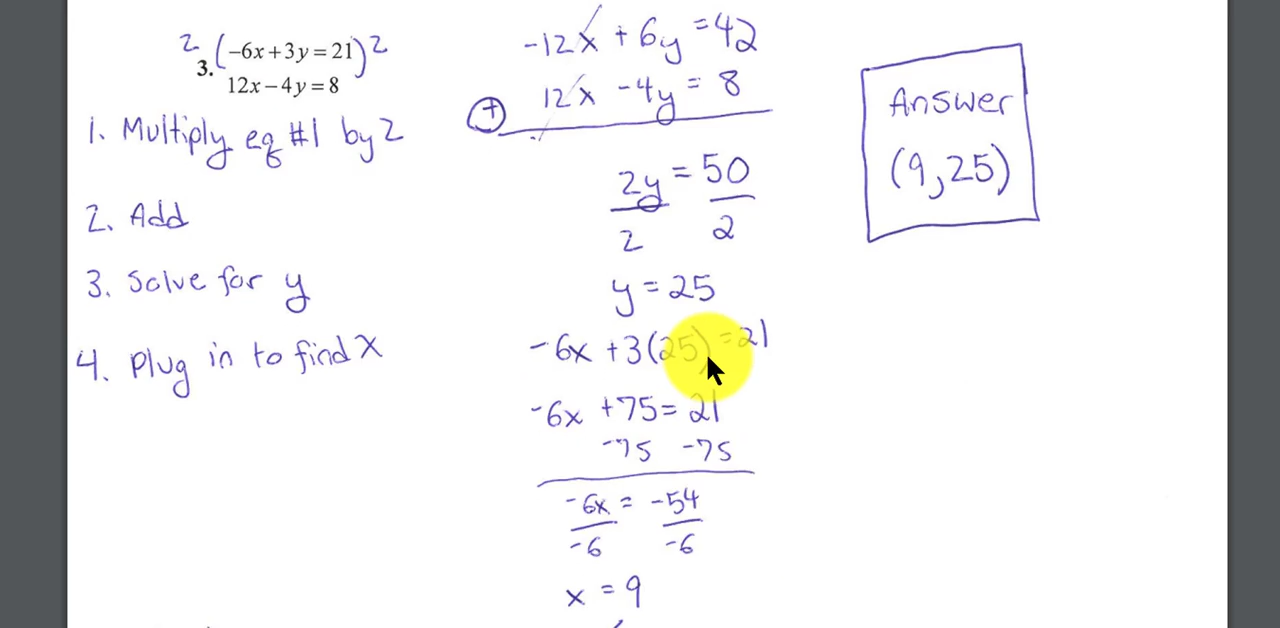 2 (-6x+3y=21) 2
3.
12x-4y=8
1. Multiply eq #1 by 2
2. Add
3. Solve for y
4. Plug in to find x
-12x + 6y = 42
12x -4y = 8
+
2y = 50
2 2
y = 25
-6x +3(25) =21
-6x +75= 21
-75 -75
-6x = -54
-6 -6
x = 9
Answer
(9,25)